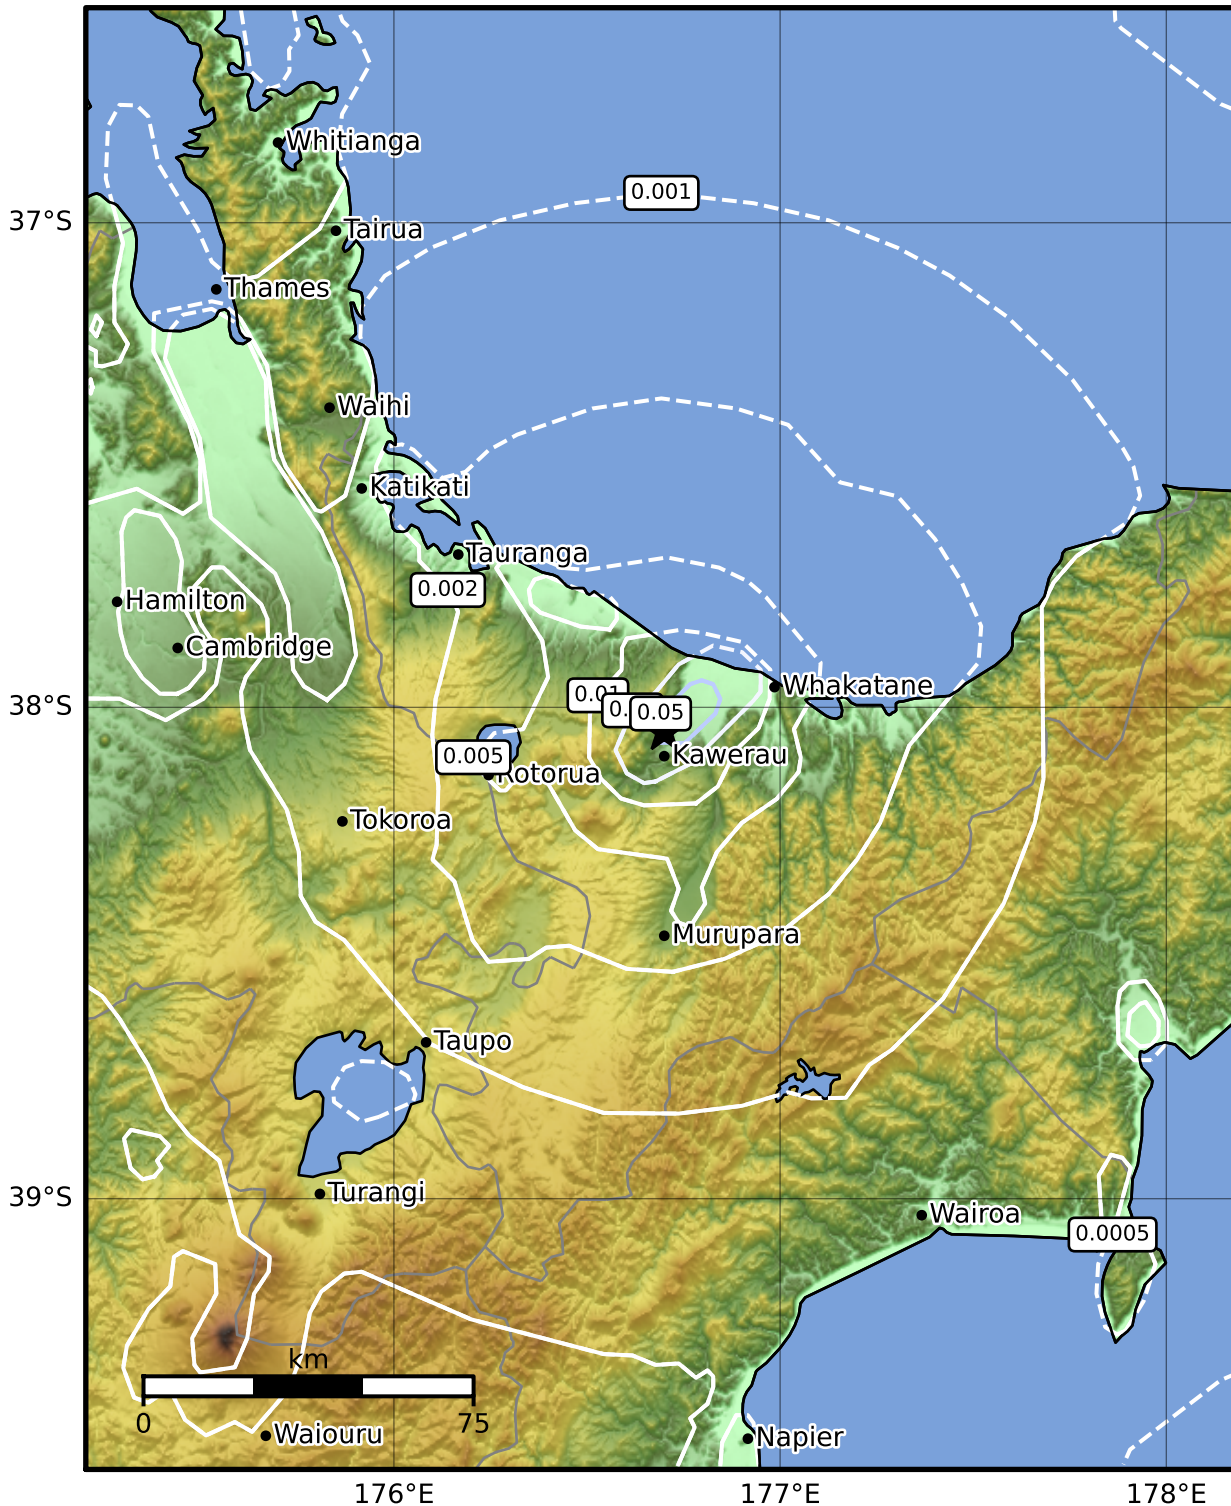 0.001
Whitianga
37°S
Tairua
Thames
Waihi
Katikati
Tauranga
0.002
Hamilton
Cambridge
Whakatane
0.01
0.
0.05
38°S
Kawerau
0.005
Rotorua
Tokoroa
Murupara
Taupo
Turangi
39°S
Wairoa
0.0005
km
0
75
Waiouru
Napier
176°E
177°E
178°E